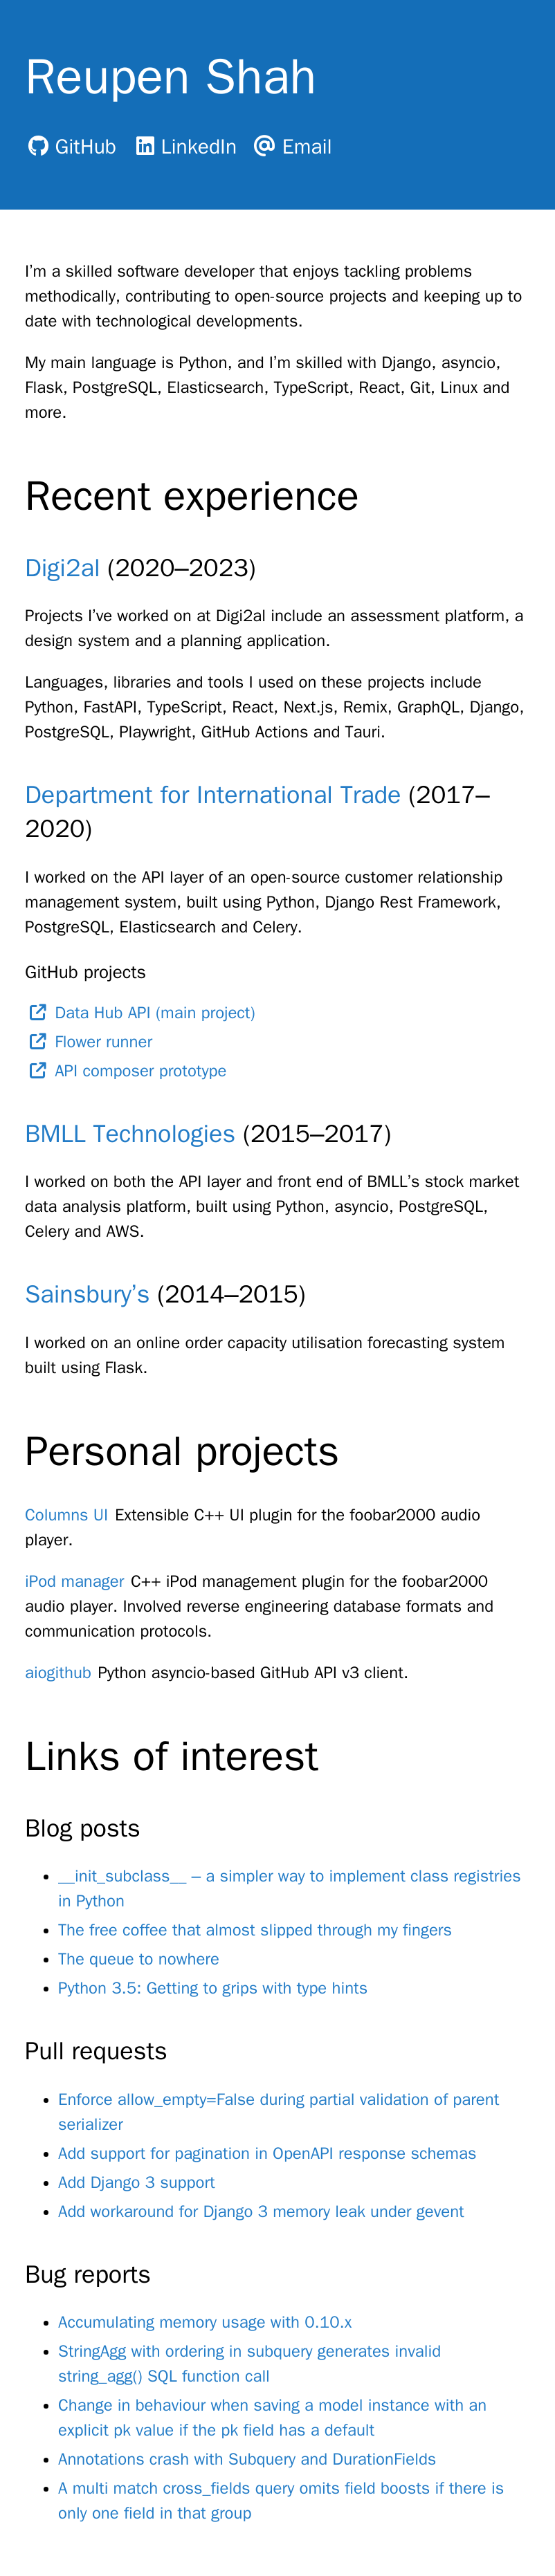 Reupen Shah
GitHub LinkedIn Email
I’m a skilled software developer that enjoys tackling problems
methodically, contributing to open-source projects and keeping up to
date with technological developments.
My main language is Python, and I’m skilled with Django, asyncio,
Flask, PostgreSQL, Elasticsearch, TypeScript, React, Git, Linux and
more.
Recent experience
Digi2al (2020–2023)
Projects I’ve worked on at Digi2al include an assessment platform, a
design system and a planning application.
Languages, libraries and tools I used on these projects include
Python, FastAPI, TypeScript, React, Next.js, Remix, GraphQL, Django,
PostgreSQL, Playwright, GitHub Actions and Tauri.
Department for International Trade (2017–
2020)
I worked on the API layer of an open-source customer relationship
management system, built using Python, Django Rest Framework,
PostgreSQL, Elasticsearch and Celery.
GitHub projects
Data Hub API (main project)
Flower runner
API composer prototype
BMLL Technologies (2015–2017)
I worked on both the API layer and front end of BMLL’s stock market
data analysis platform, built using Python, asyncio, PostgreSQL,
Celery and AWS.
Sainsbury’s (2014–2015)
I worked on an online order capacity utilisation forecasting system
built using Flask.
Personal projects
Columns UI Extensible C++ UI plugin for the foobar2000 audio
player.
iPod manager C++ iPod management plugin for the foobar2000
audio player. Involved reverse engineering database formats and
communication protocols.
aiogithub Python asyncio-based GitHub API v3 client.
Links of interest
Blog posts
• __init_subclass__ – a simpler way to implement class registries
in Python
• The free coffee that almost slipped through my fingers
• The queue to nowhere
• Python 3.5: Getting to grips with type hints
Pull requests
• Enforce allow_empty=False during partial validation of parent
serializer
• Add support for pagination in OpenAPI response schemas
• Add Django 3 support
• Add workaround for Django 3 memory leak under gevent
Bug reports
• Accumulating memory usage with 0.10.x
• StringAgg with ordering in subquery generates invalid
string_agg() SQL function call
• Change in behaviour when saving a model instance with an
explicit pk value if the pk field has a default
• Annotations crash with Subquery and DurationFields
• A multi match cross_fields query omits field boosts if there is
only one field in that group